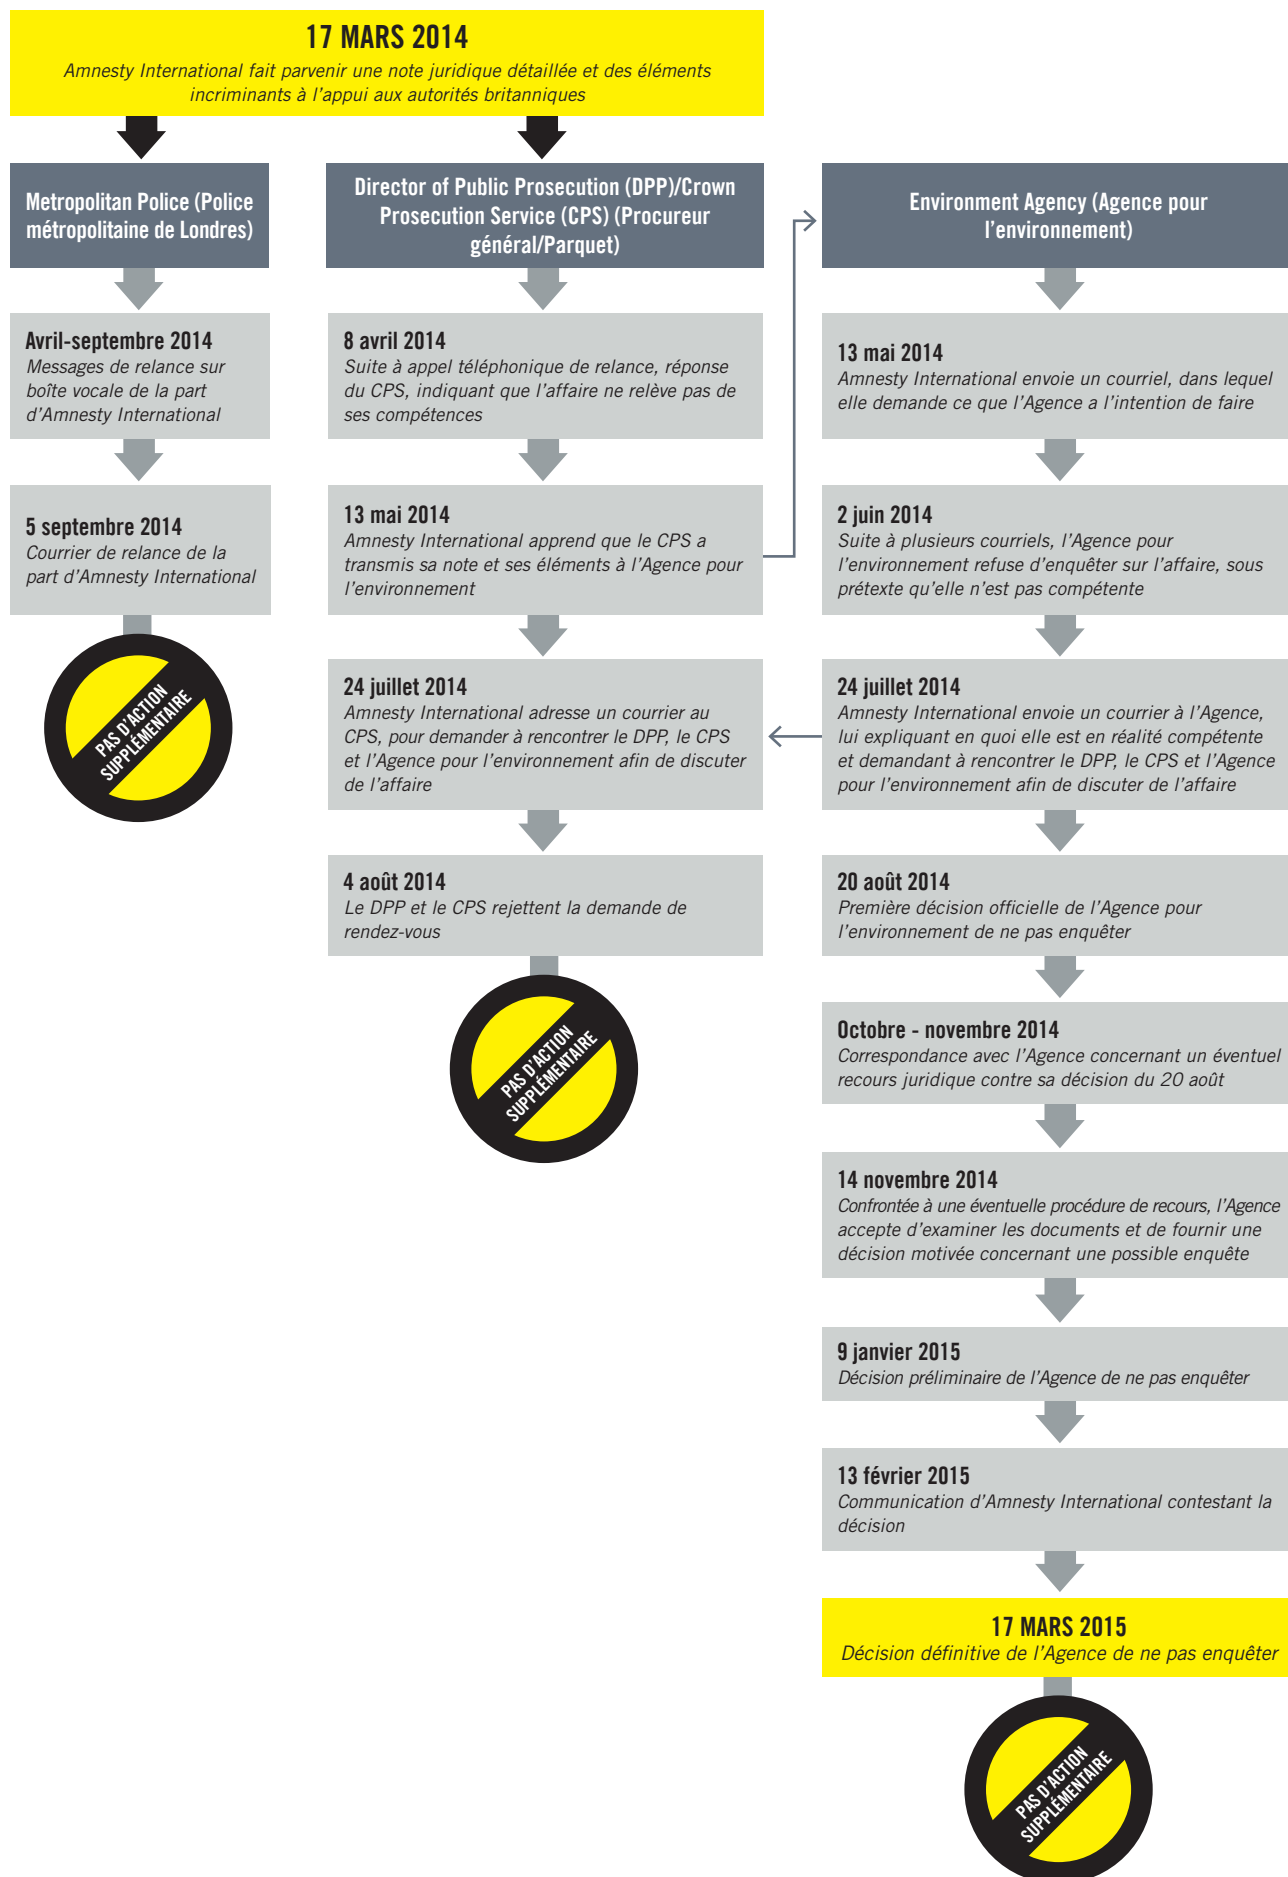 17 MARS 2014
Amnesty International fait parvenir une note juridique détaillée et des éléments
incriminants à l'appui aux autorités britanniques
Metropolitan Police (Police
métropolitaine de Londres)
Avril-septembre 2014
Messages de relance sur
boîte vocale de la part
d'Amnesty International
5 septembre 2014
Courrier de relance de la
part d'Amnesty International
PAS D'ACTION
SUPPLÉMENTAIRE
Director of Public Prosecution (DPP)/Crown
Prosecution Service (CPS) (Procureur
général/Parquet)
8 avril 2014
Suite à appel téléphonique de relance, réponse
du CPS, indiquant que l'affaire ne relève pas de
ses compétences
13 mai 2014
Amnesty International apprend que le CPS a
transmis sa note et ses éléments à l'Agence pour
l'environnement
24 juillet 2014
Amnesty International adresse un courrier au
CPS, pour demander à rencontrer le DPP, le CPS
et l'Agence pour l'environnement afin de discuter
de l'affaire
4 août 2014
Le DPP et le CPS rejettent la demande de
rendez-vous
PAS D'ACTION
SUPPLÉMENTAIRE
Environment Agency (Agence pour
l'environnement)
13 mai 2014
Amnesty International envoie un courriel, dans lequel
elle demande ce que l'Agence a l'intention de faire
2 juin 2014
Suite à plusieurs courriels, l'Agence pour
l'environnement refuse d'enquêter sur l'affaire, sous
prétexte qu'elle n'est pas compétente
24 juillet 2014
Amnesty International envoie un courrier à l'Agence,
lui expliquant en quoi elle est en réalité compétente
et demandant à rencontrer le DPP, le CPS et l'Agence
pour l'environnement afin de discuter de l'affaire
20 août 2014
Première décision officielle de l'Agence pour
l'environnement de ne pas enquêter
Octobre - novembre 2014
Correspondance avec l'Agence concernant un éventuel
recours juridique contre sa décision du 20 août
14 novembre 2014
Confrontée à une éventuelle procédure de recours, l'Agence
accepte d'examiner les documents et de fournir une
décision motivée concernant une possible enquête
9 janvier 2015
Décision préliminaire de l'Agence de ne pas enquêter
13 février 2015
Communication d'Amnesty International contestant la
décision
17 MARS 2015
Décision définitive de l'Agence de ne pas enquêter
PAS D'ACTION
SUPPLÉMENTAIRE